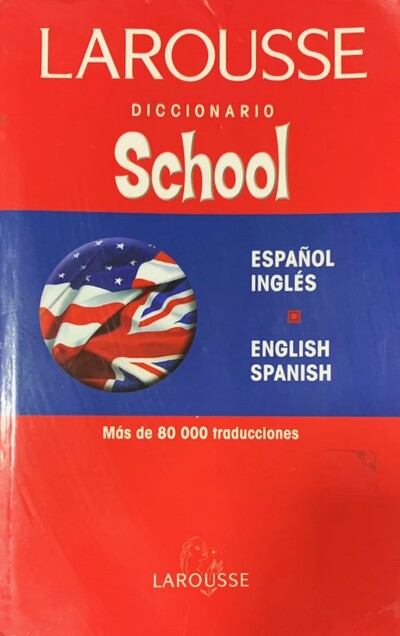 LAROUSSE
DICCIONARIO
School
ESPAÑOL
INGLÉS
ENGLISH
SPANISH
Más de 80 000 traducciones
LAROUSSE